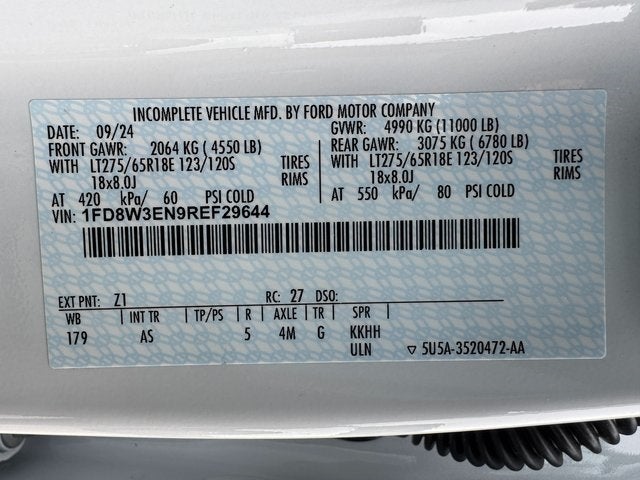 INCOMPLETE VEHICLE MFD. BY FORD MOTOR COMPANY
DATE: 09/24 GVWR: 4990 KG (11000 LB)
FRONT GAWR: 2064 KG ( 4550 LB) REAR GAWR: 3075 KG ( 6780 LB)
WITH LT275/65R18E 123/120S TIRES WITH LT275/65R18E 123/120S TIRES
18x8.0J RIMS 18x8.0J RIMS
AT 420 kPa/ 60 PSI COLD AT 550 kPa/ 80 PSI COLD
VIN: 1FD8W3EN9REF29644
EXT PNT: Z1 RC: 27 DSO:
WB INT TR TP/PS R AXLE TR SPR
179 AS 5 4M G KKHH
ULN ▽ 5U5A-3520472-AA